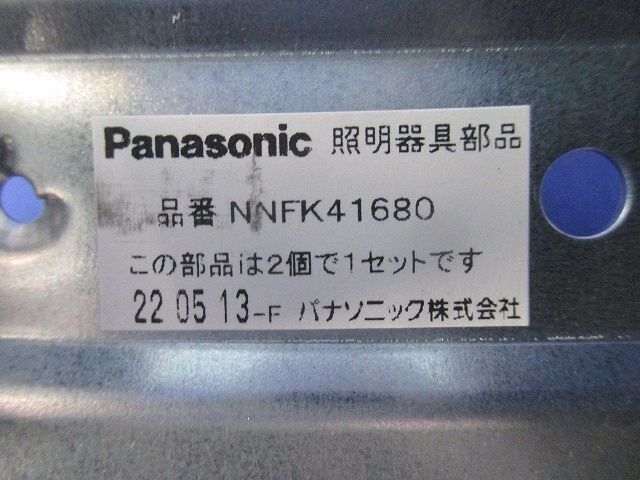 Panasonic 照明器具部品
品番 NNFK41680
この部品は2個で1セットです
22 05 13-F パナソニック株式会社